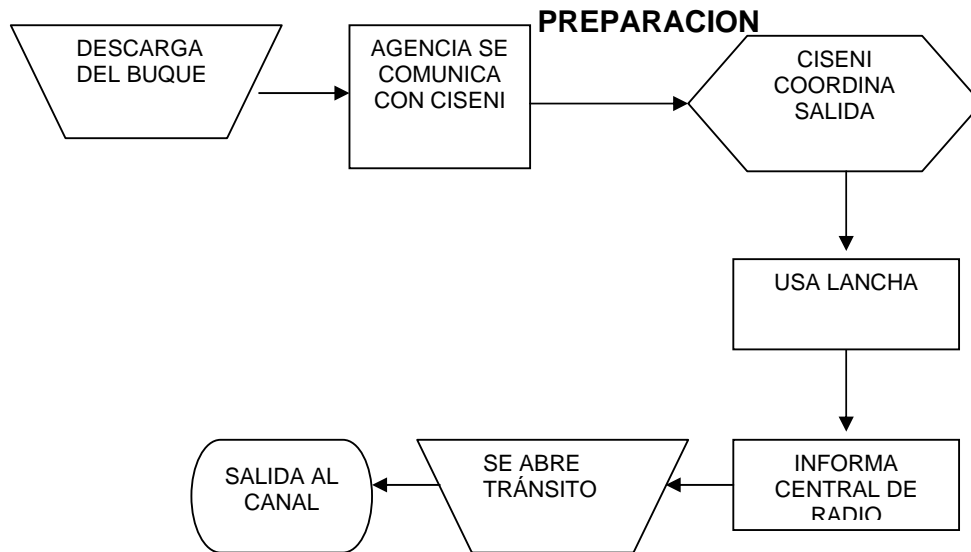 PREPARACION
DESCARGA
DEL BUQUE
AGENCIA SE
COMUNICA
CON CISENI
CISENI
COORDINA
SALIDA
USA LANCHA
INFORMA
CENTRAL DE
RADIO
SE ABRE
TRÁNSITO
SALIDA AL
CANAL